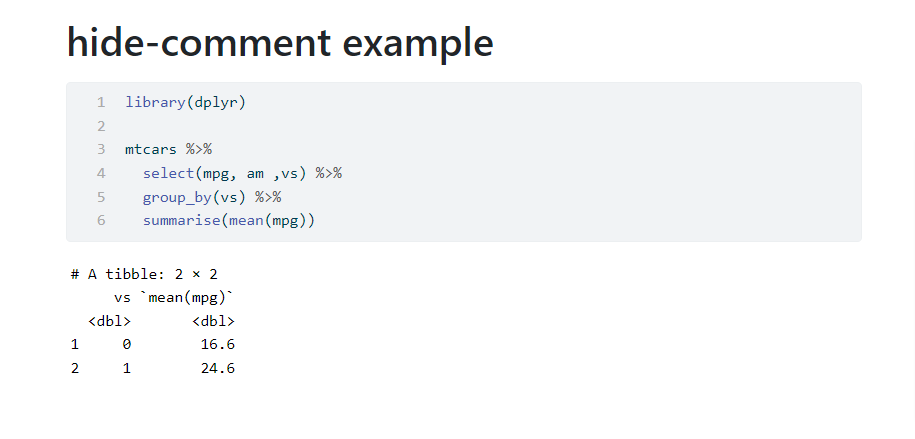 hide-comment example
1 library(dplyr)
2
3 mtcars %>%
4   select(mpg, am ,vs) %>%
5   group_by(vs) %>%
6   summarise(mean(mpg))
# A tibble: 2 × 2
     vs `mean(mpg)`
  <dbl>       <dbl>
1     0        16.6
2     1        24.6